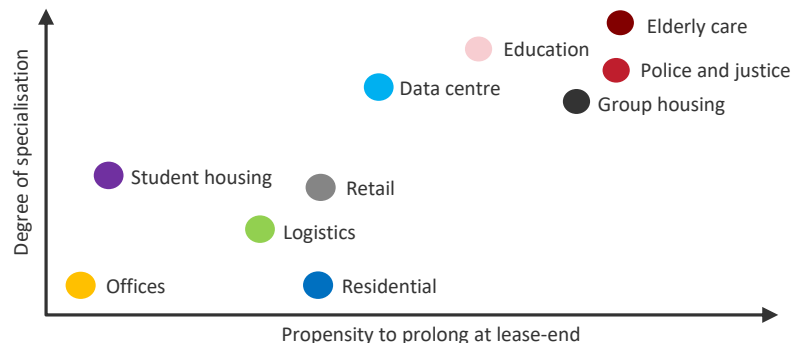 Elderly care
Education
Police and justice
Data centre
Group housing
Student housing
Retail
Logistics
Offices
Residential
Degree of specialisation
Propensity to prolong at lease-end